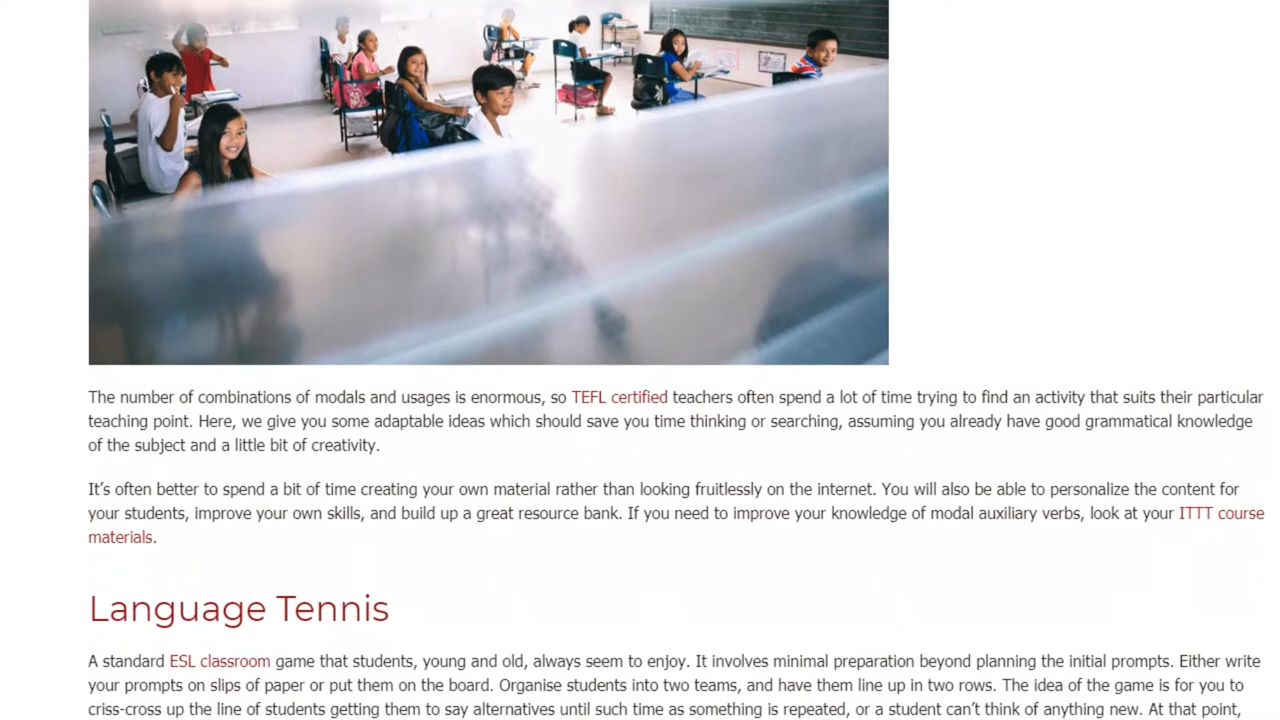 The number of combinations of modals and usages is enormous, so TEFL certified teachers often spend a lot of time trying to find an activity that suits their particular
teaching point. Here, we give you some adaptable ideas which should save you time thinking or searching, assuming you already have good grammatical knowledge
of the subject and a little bit of creativity.
It’s often better to spend a bit of time creating your own material rather than looking fruitlessly on the internet. You will also be able to personalize the content for
your students, improve your own skills, and build up a great resource bank. If you need to improve your knowledge of modal auxiliary verbs, look at your ITTT course
materials.
Language Tennis
A standard ESL classroom game that students, young and old, always seem to enjoy. It involves minimal preparation beyond planning the initial prompts. Either write
your prompts on slips of paper or put them on the board. Organise students into two teams, and have them line up in two rows. The idea of the game is for you to
criss-cross up the line of students getting them to say alternatives until such time as something is repeated, or a student can’t think of anything new. At that point,